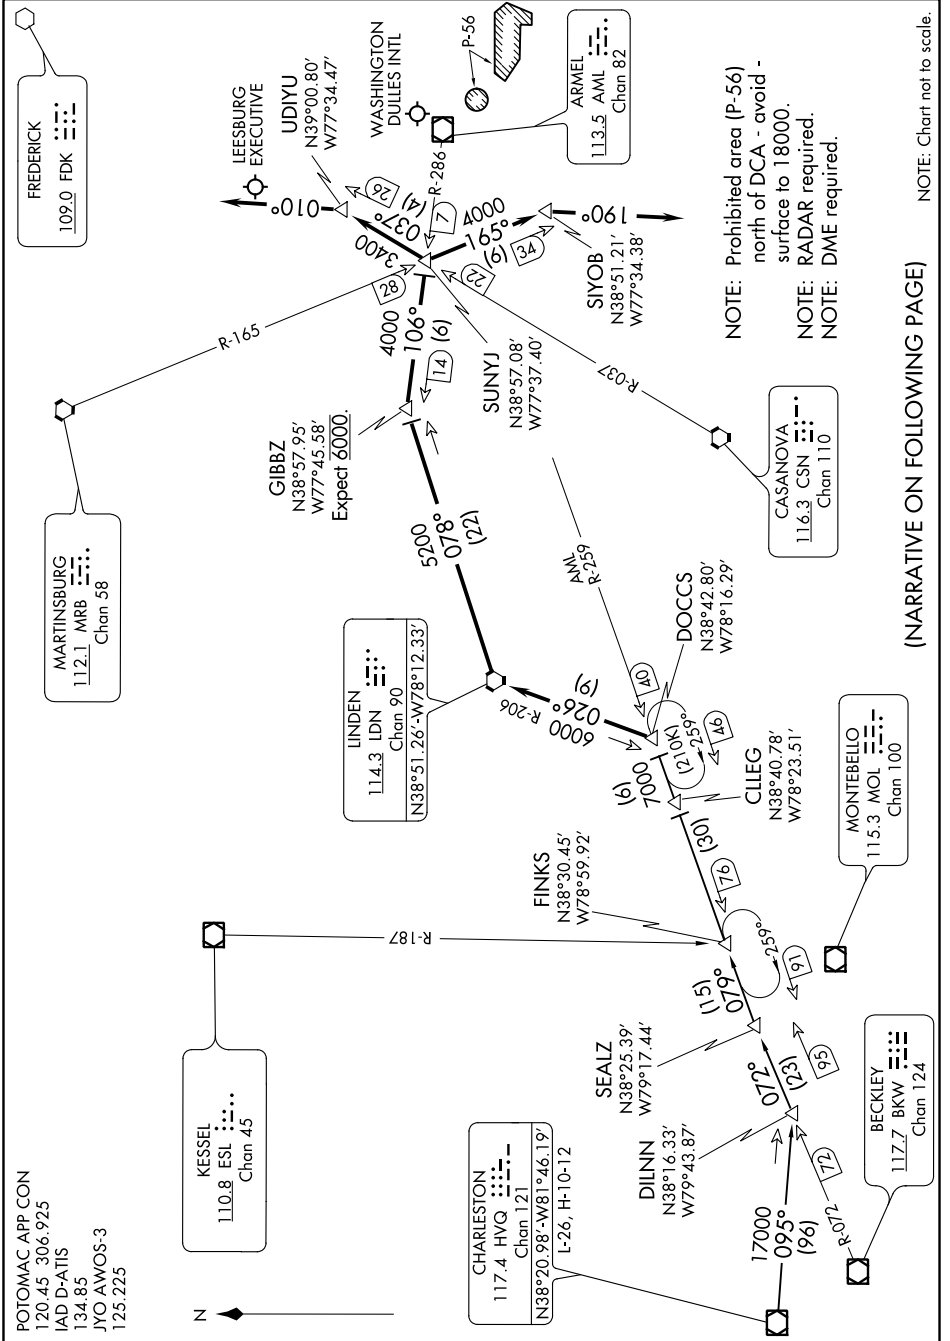 POTOMAC APP CON
120.45 306.925
IAD D-ATIS
134.85
JYO AWOS-3
125.225
N
KESSEL
110.8 ESL
Chan 45
R-187
CHARLESTON
117.4 HVQ
Chan 121
N38°20.98′-W81°46.19′
L-26, H-10-12
17000
095°
(96)
BECKLEY
117.7 BKW
Chan 124
R-072
72
DILNN
N38°16.33′
W79°43.87′
072°
(23)
95
SEALZ
N38°25.39′
W79°17.44′
(15)
079°
91
FINKS
N38°30.45′
W78°59.92′
259°
76
(30)
MONTEBELLO
115.3 MOL
Chan 100
CLLEG
N38°40.78′
W78°23.51′
(6)
7000
(210K)
259°
46
40
DOCCS
N38°42.80′
W78°16.29′
AML
R-259
6000
026°
(9)
R-206
LINDEN
114.3 LDN
Chan 90
N38°51.26′-W78°12.33′
5200
078°
(22)
MARTINSBURG
112.1 MRB
Chan 58
R-165
28
GIBBZ
N38°57.95′
W77°45.58′
Expect 6000.
14
4000
106°
(6)
SUNYJ
N38°57.08′
W77°37.40′
CASANOVA
116.3 CSN
Chan 110
R-037
22
FREDERICK
109.0 FDK
3400
037°
(4)
26
010°
LEESBURG
EXECUTIVE
UDIYU
N39°00.80′
W77°34.47′
WASHINGTON
DULLES INTL
P-56
R-286
7
ARMEL
113.5 AML
Chan 82
4000
165°
(6)
34
190°
SIYOB
N38°51.21′
W77°34.38′
NOTE: Prohibited area (P-56)
north of DCA - avoid -
surface to 18000.
NOTE: RADAR required.
NOTE: DME required.
(NARRATIVE ON FOLLOWING PAGE)
NOTE: Chart not to scale.